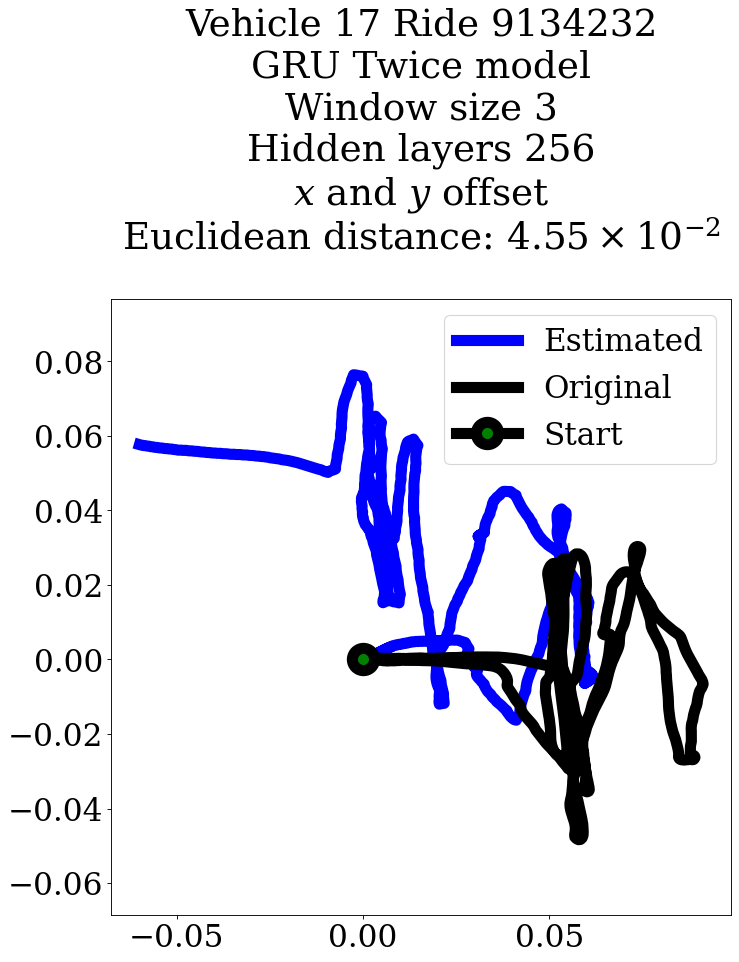 Vehicle 17 Ride 9134232
GRU Twice model
Window size 3
Hidden layers 256
x and y offset
Euclidean distance: 4.55 × 10⁻²
Estimated
Original
Start
0.08
0.06
0.04
0.02
0.00
−0.02
−0.04
−0.06
−0.05 0.00 0.05